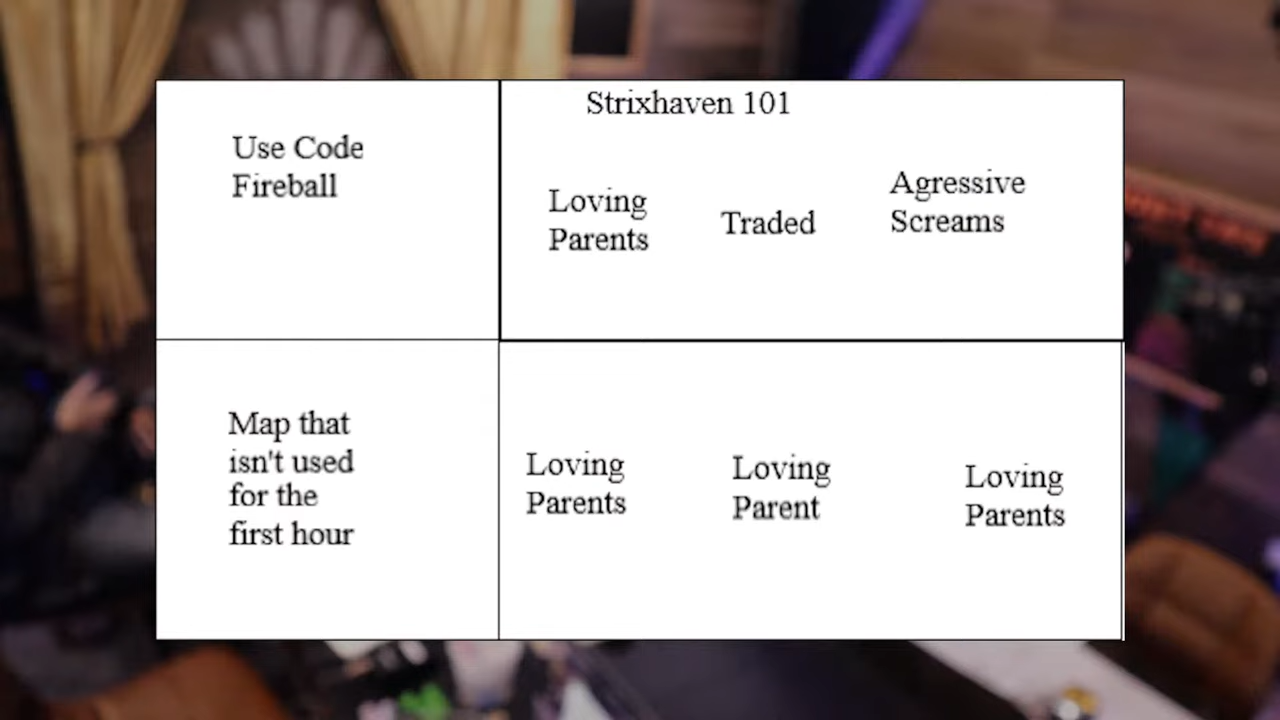 Use Code
Fireball
Strixhaven 101
Loving
Parents
Traded
Agressive
Screams
Map that
isn't used
for the
first hour
Loving
Parents
Loving
Parent
Loving
Parents